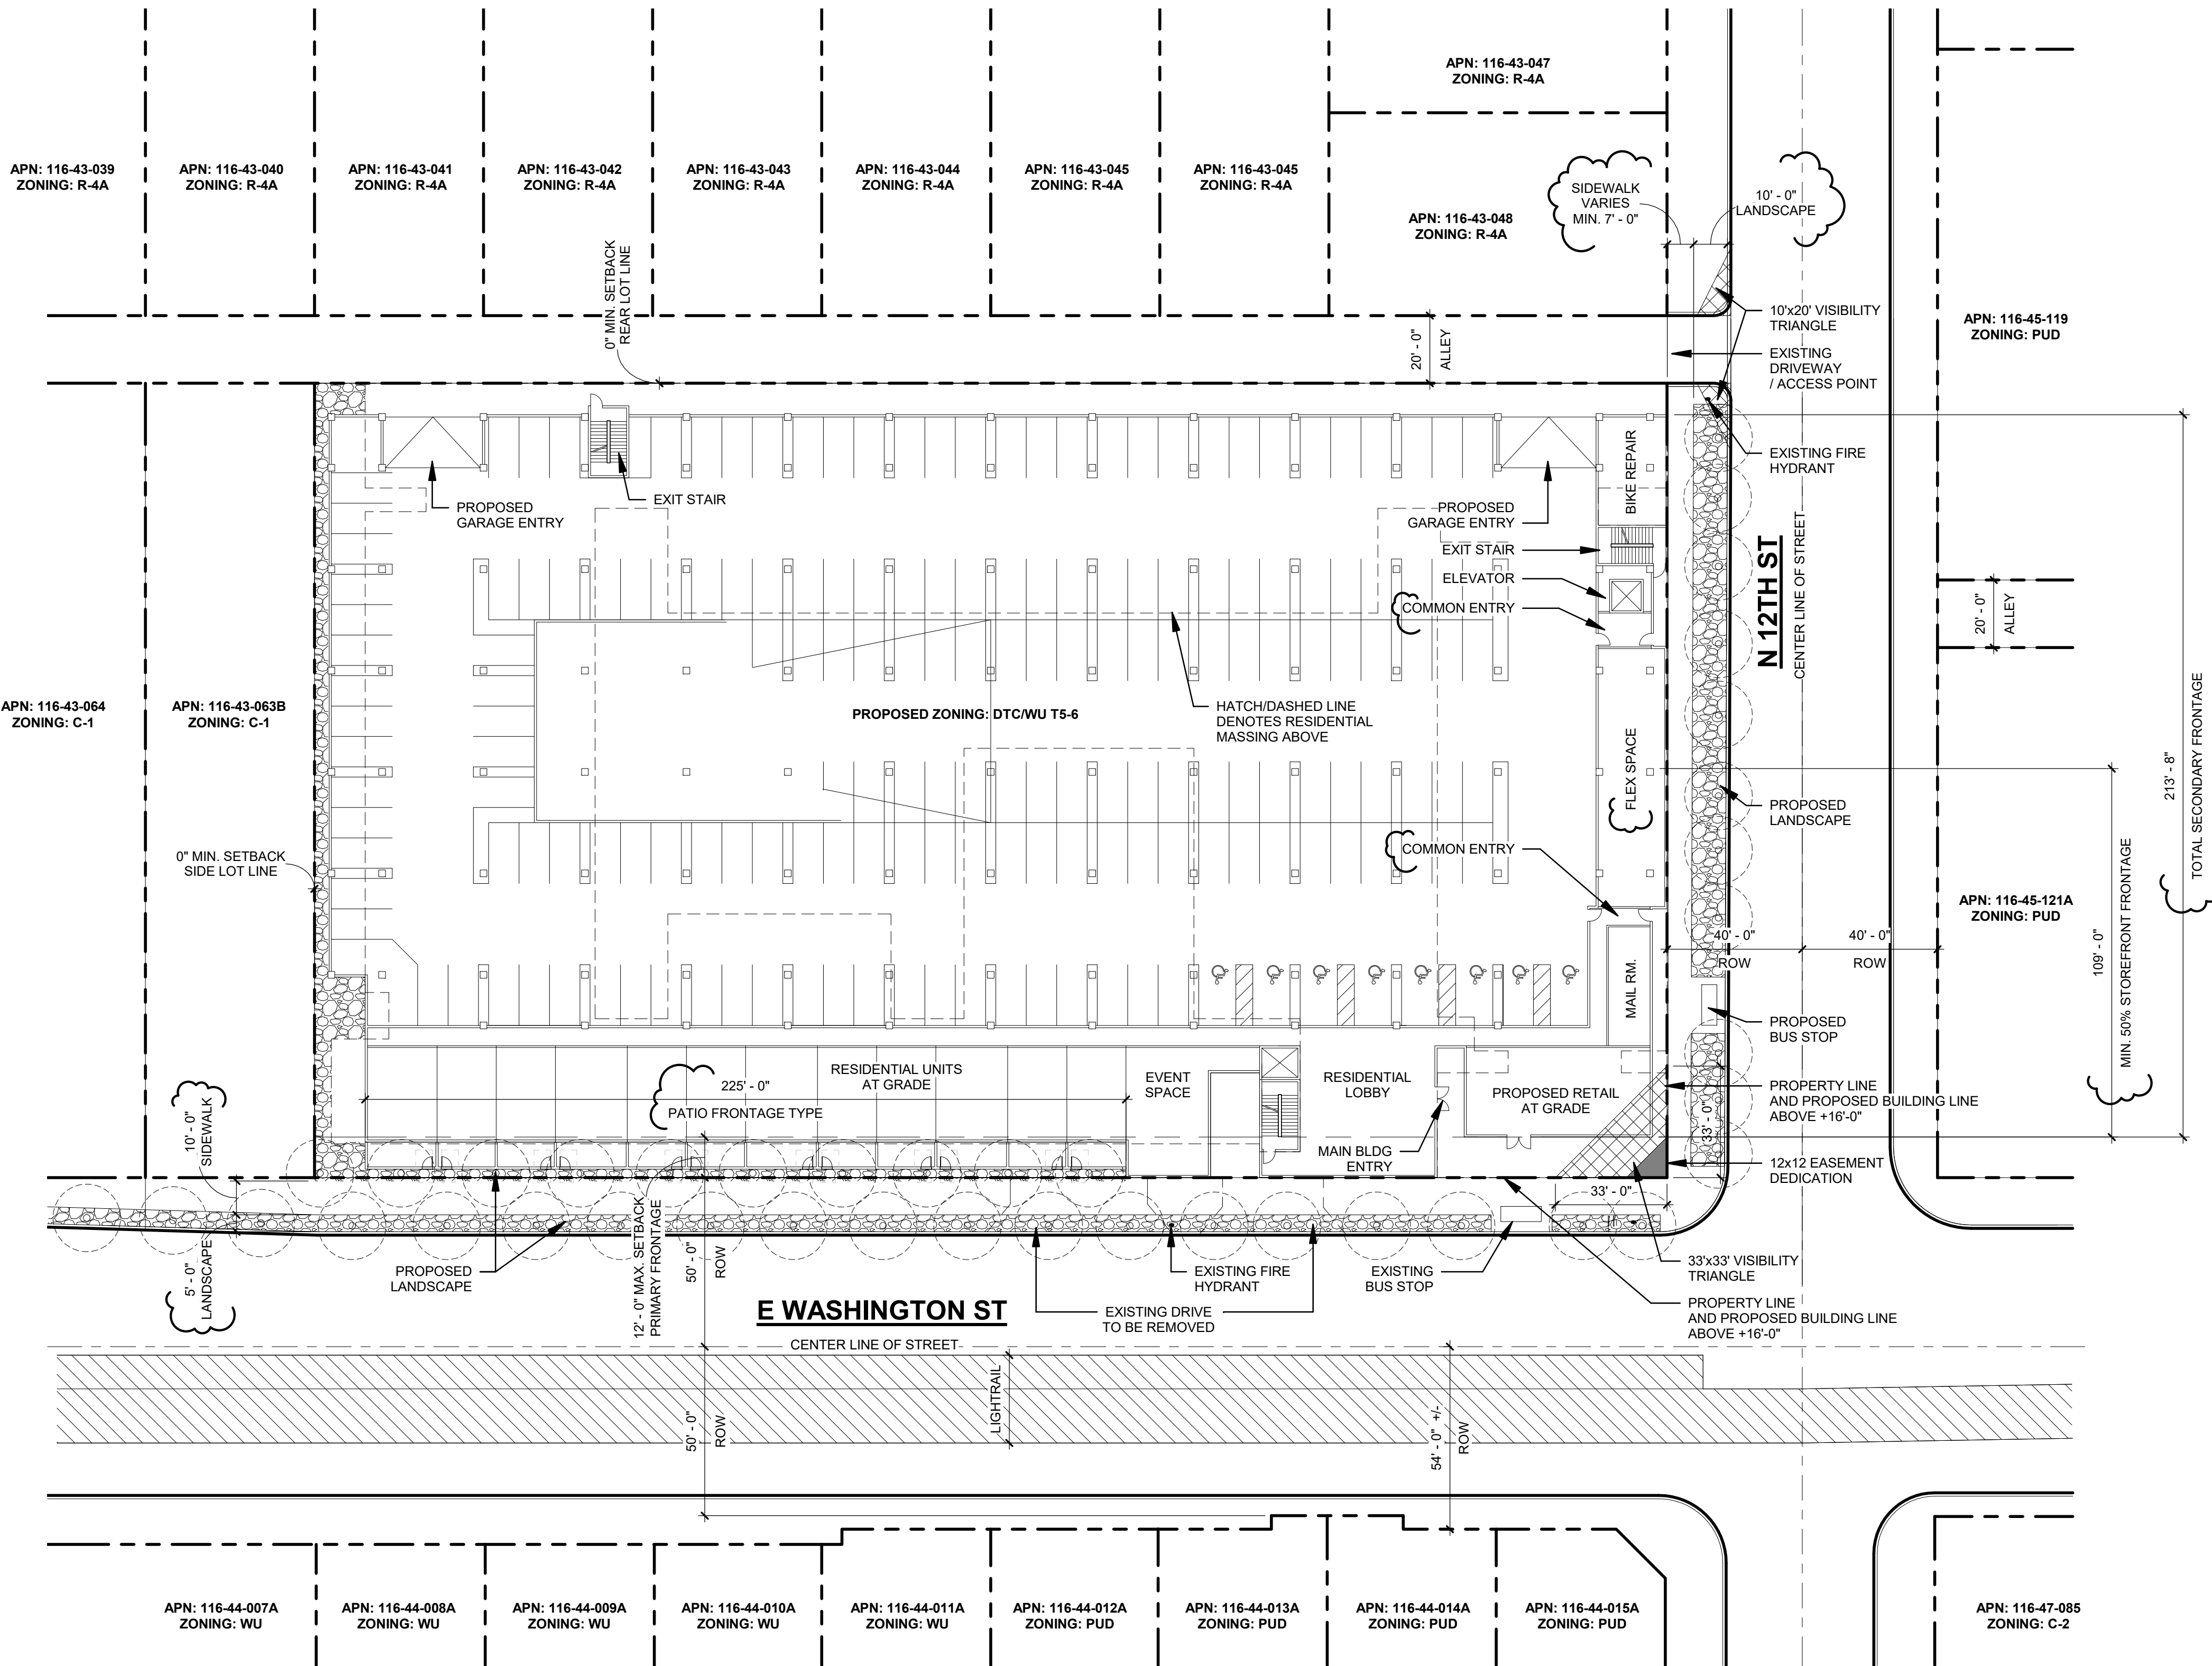 APN: 116-43-047
ZONING: R-4A
APN: 116-43-039
ZONING: R-4A
APN: 116-43-040
ZONING: R-4A
APN: 116-43-041
ZONING: R-4A
APN: 116-43-042
ZONING: R-4A
APN: 116-43-043
ZONING: R-4A
APN: 116-43-044
ZONING: R-4A
APN: 116-43-045
ZONING: R-4A
APN: 116-43-045
ZONING: R-4A
APN: 116-43-048
ZONING: R-4A
SIDEWALK
VARIES
MIN. 7' - 0"
10' - 0"
LANDSCAPE
0" MIN. SETBACK
REAR LOT LINE
20' - 0"
ALLEY
10'x20' VISIBILITY
TRIANGLE
EXISTING
DRIVEWAY
/ ACCESS POINT
APN: 116-45-119
ZONING: PUD
EXISTING FIRE
HYDRANT
BIKE REPAIR
PROPOSED
GARAGE ENTRY
EXIT STAIR
PROPOSED
GARAGE ENTRY
EXIT STAIR
ELEVATOR
COMMON ENTRY
N 12TH ST
CENTER LINE OF STREET
20' - 0"
ALLEY
APN: 116-43-064
ZONING: C-1
APN: 116-43-063B
ZONING: C-1
PROPOSED ZONING: DTC/WU T5-6
HATCH/DASHED LINE
DENOTES RESIDENTIAL
MASSING ABOVE
FLEX SPACE
213' - 8"
TOTAL SECONDARY FRONTAGE
PROPOSED
LANDSCAPE
0" MIN. SETBACK
SIDE LOT LINE
COMMON ENTRY
109' - 0"
MIN. 50% STOREFRONT FRONTAGE
APN: 116-45-121A
ZONING: PUD
40' - 0"
ROW
40' - 0"
ROW
MAIL RM.
PROPOSED
BUS STOP
RESIDENTIAL UNITS
AT GRADE
225' - 0"
PATIO FRONTAGE TYPE
EVENT
SPACE
RESIDENTIAL
LOBBY
PROPOSED RETAIL
AT GRADE
PROPERTY LINE
AND PROPOSED BUILDING LINE
ABOVE +16'-0"
33' - 0"
MAIN BLDG
ENTRY
12x12 EASEMENT
DEDICATION
10' - 0"
SIDEWALK
33' - 0"
5' - 0"
LANDSCAPE
PROPOSED
LANDSCAPE
12' - 0" MAX. SETBACK
PRIMARY FRONTAGE
50' - 0"
ROW
EXISTING FIRE
HYDRANT
EXISTING
BUS STOP
33'x33' VISIBILITY
TRIANGLE
E WASHINGTON ST
EXISTING DRIVE
TO BE REMOVED
PROPERTY LINE
AND PROPOSED BUILDING LINE
ABOVE +16'-0"
CENTER LINE OF STREET
LIGHTRAIL
50' - 0"
ROW
54' - 0" +/-
ROW
APN: 116-44-007A
ZONING: WU
APN: 116-44-008A
ZONING: WU
APN: 116-44-009A
ZONING: WU
APN: 116-44-010A
ZONING: WU
APN: 116-44-011A
ZONING: WU
APN: 116-44-012A
ZONING: PUD
APN: 116-44-013A
ZONING: PUD
APN: 116-44-014A
ZONING: PUD
APN: 116-44-015A
ZONING: PUD
APN: 116-47-085
ZONING: C-2